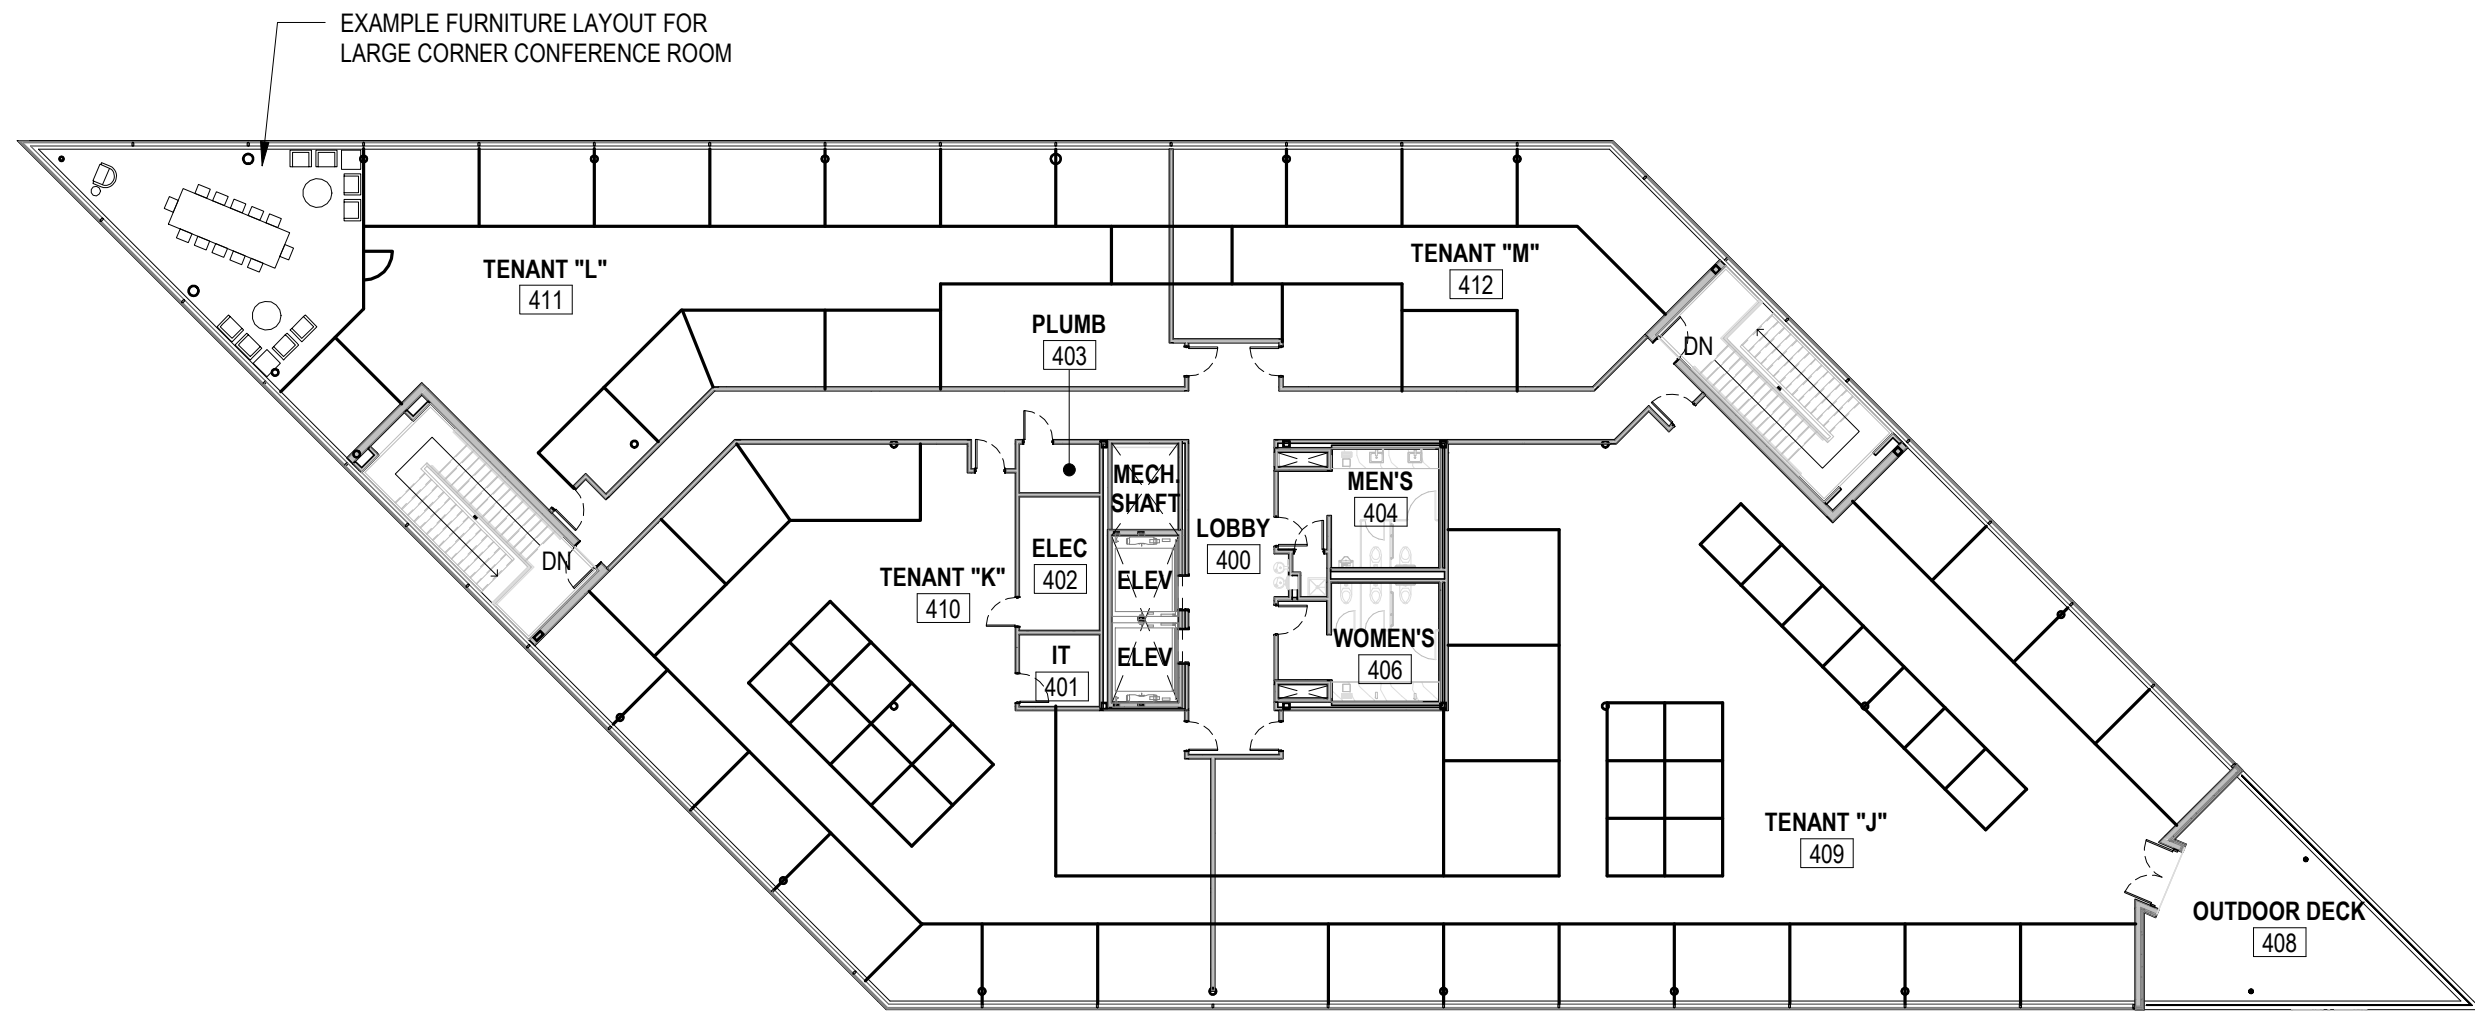 EXAMPLE FURNITURE LAYOUT FOR
LARGE CORNER CONFERENCE ROOM
TENANT "L"
411
TENANT "M"
412
PLUMB
403
DN
MECH.
SHAFT
MEN'S
404
LOBBY
400
ELEC
402
DN
TENANT "K"
410
ELEV
IT
401
ELEV
WOMEN'S
406
TENANT "J"
409
OUTDOOR DECK
408